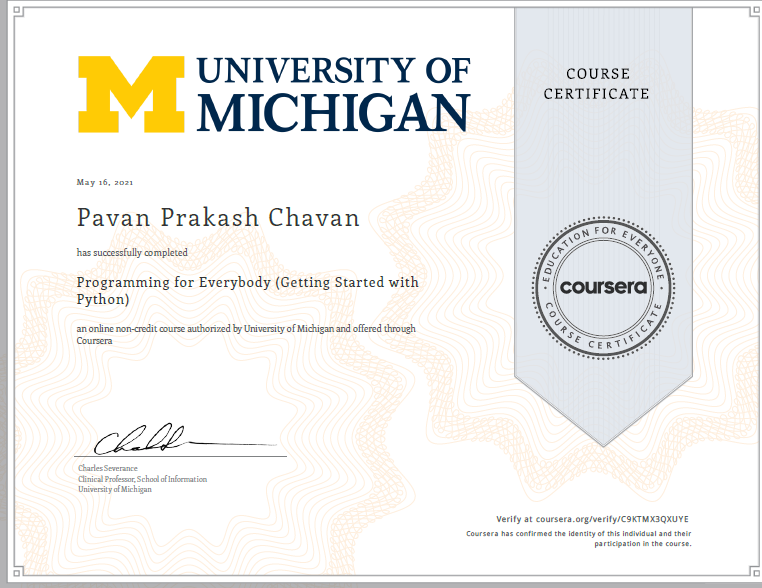 UNIVERSITY OF
MICHIGAN
COURSE
CERTIFICATE
May 16, 2021
Pavan Prakash Chavan
has successfully completed
Programming for Everybody (Getting Started with
Python)
an online non-credit course authorized by University of Michigan and offered through
Coursera
EDUCATION FOR EVERYONE
coursera
COURSE CERTIFICATE
Charles Severance
Clinical Professor, School of Information
University of Michigan
Verify at coursera.org/verify/C9KTMX3QXUYE
Coursera has confirmed the identity of this individual and their
participation in the course.